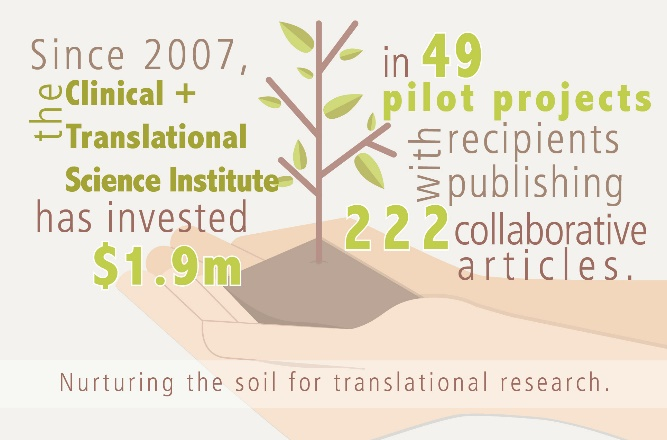 Since 2007,
the Clinical +
Translational
Science Institute
has invested
$1.9m
in 49
pilot projects
with recipients
publishing
222 collaborative
articles.
Nurturing the soil for translational research.